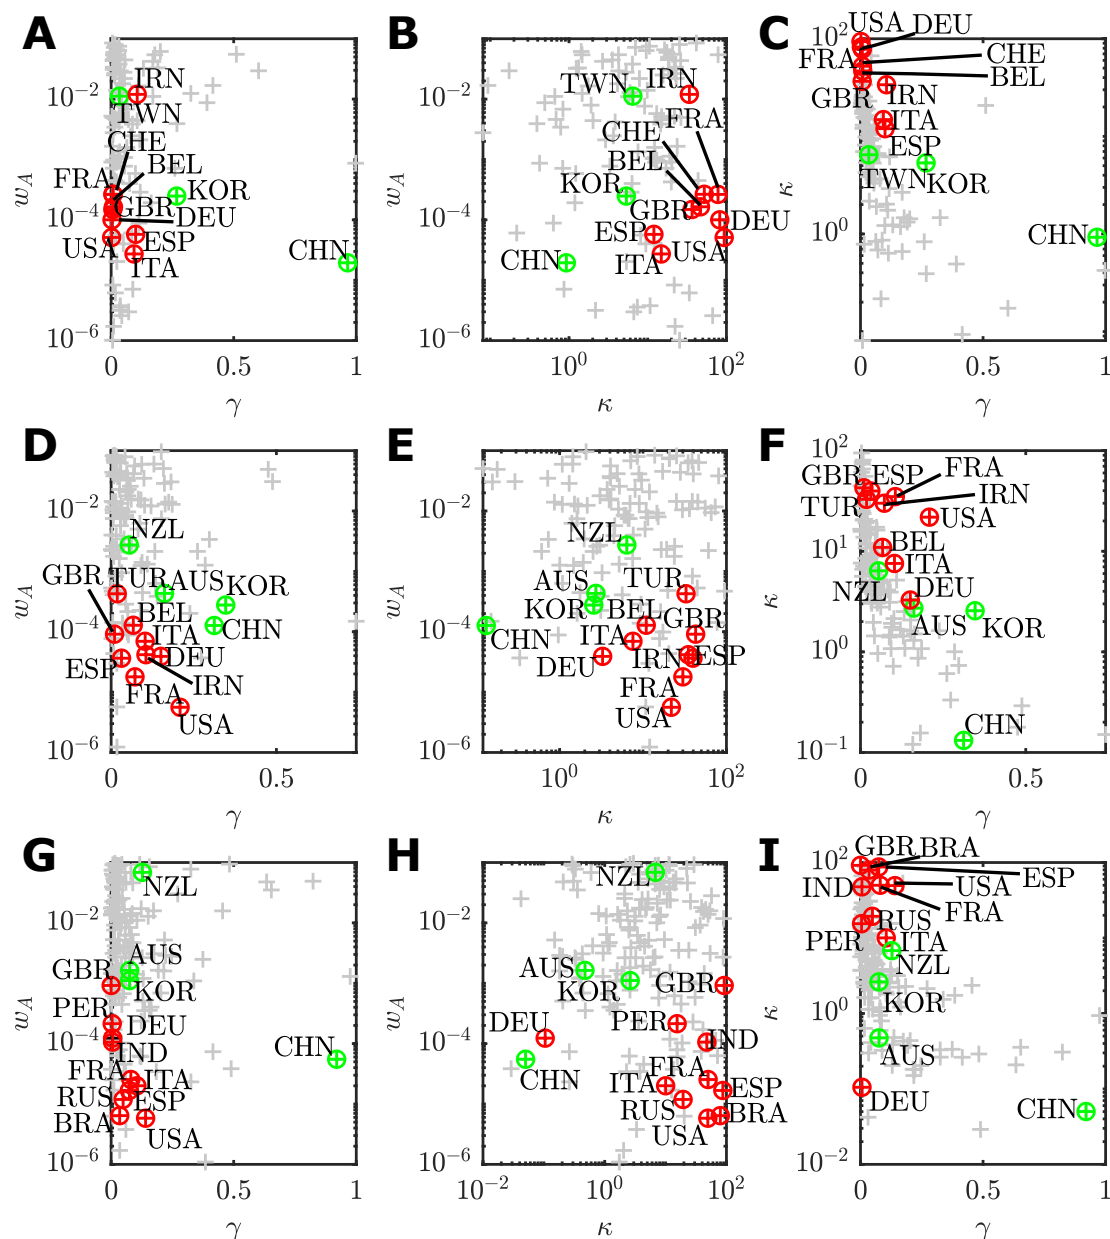 A
10^{-2}
10^{-4}
10^{-6}
w_A
IRN
TWN
CHE
BEL
FRA
KOR
GBR
DEU
USA
ESP
ITA
CHN
0 0.5 1
γ
B
10^{-2}
10^{-4}
10^{-6}
w_A
TWN IRN
CHE FRA
BEL
KOR
GBR
DEU
ESP
USA
ITA
CHN
10^0 10^2
κ
C
10^2
10^0
κ
USA DEU
FRA CHE
BEL
GBR IRN
ITA
ESP
TWN KOR
CHN
0 0.5 1
γ
D
10^{-2}
10^{-4}
10^{-6}
w_A
NZL
GBR TUR AUS KOR
BEL
CHN
ITA
ESP DEU
IRN
FRA
USA
0 0.5
γ
E
10^{-2}
10^{-4}
10^{-6}
w_A
NZL
AUS TUR
KOR BEL GBR
CHN
ITA
DEU IRN ESP
FRA
USA
10^0 10^2
κ
F
10^2
10^1
10^0
10^{-1}
κ
GBR ESP FRA
TUR IRN
USA
BEL
ITA
NZL DEU
AUS KOR
CHN
0 0.5
γ
G
10^{-2}
10^{-4}
10^{-6}
w_A
NZL
AUS
GBR
KOR
PER
DEU
IND
CHN
FRA ITA
RUS ESP
BRA
USA
0 0.5 1
γ
H
w_A
NZL
AUS
KOR GBR
DEU PER
IND
CHN
FRA
ITA ESP
RUS BRA
USA
10^{-2}
10^{-4}
10^{-6}
10^{-2} 10^0 10^2
κ
I
10^2
10^0
10^{-2}
κ
GBR BRA
IND USA ESP
FRA
RUS
PER ITA
NZL
KOR
AUS
DEU
CHN
0 0.5 1
γ